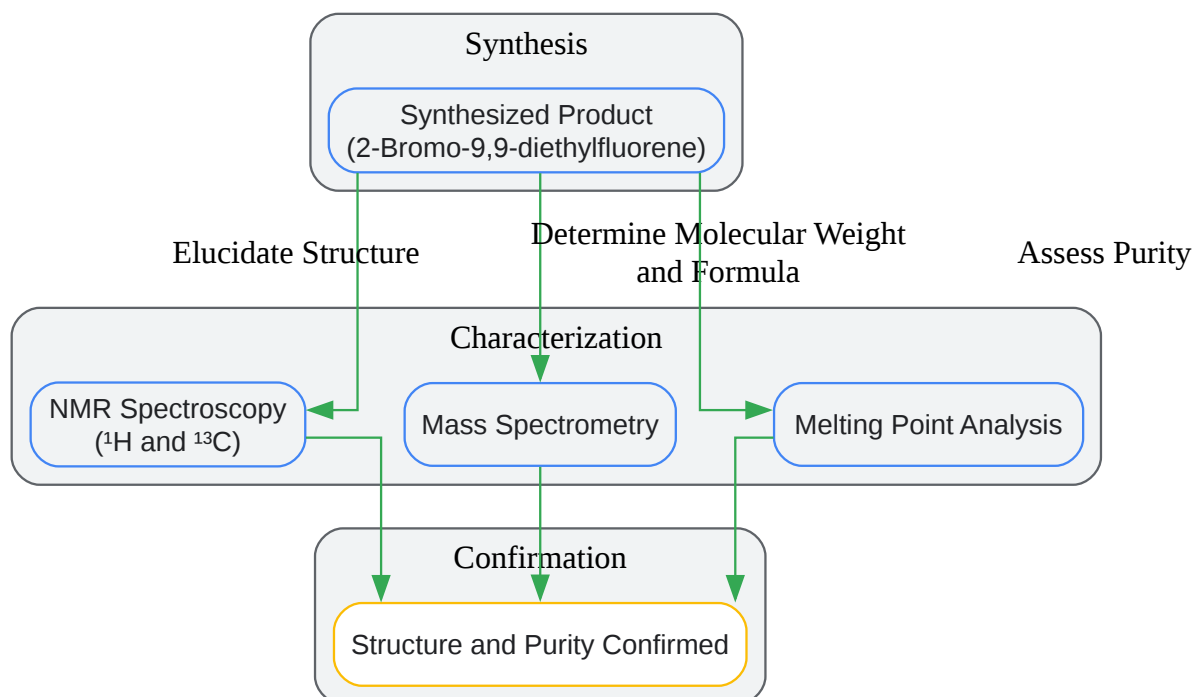 Synthesis
Synthesized Product
(2-Bromo-9,9-diethylfluorene)
Elucidate Structure
Determine Molecular Weight
and Formula
Assess Purity
Characterization
NMR Spectroscopy
(¹H and ¹³C)
Mass Spectrometry
Melting Point Analysis
Confirmation
Structure and Purity Confirmed